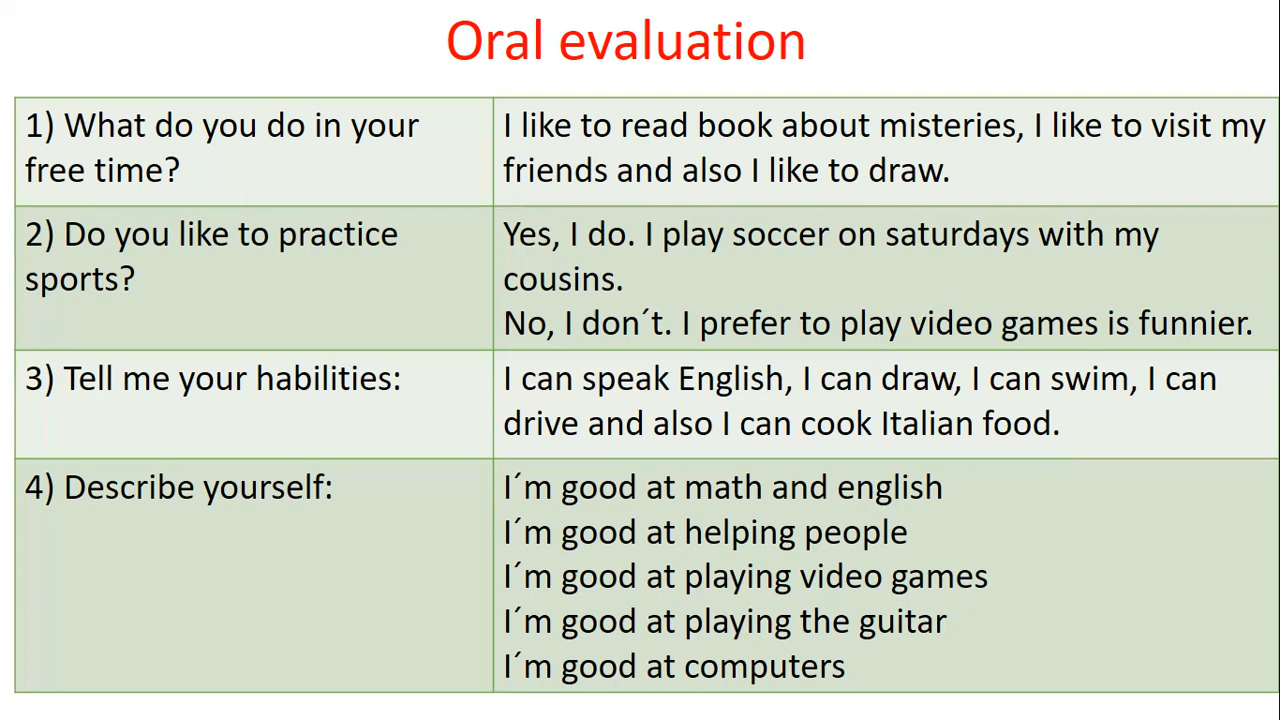 Oral evaluation
1) What do you do in your
free time?
I like to read book about misteries, I like to visit my
friends and also I like to draw.
2) Do you like to practice
sports?
Yes, I do. I play soccer on saturdays with my
cousins.
No, I don´t. I prefer to play video games is funnier.
3) Tell me your habilities:
I can speak English, I can draw, I can swim, I can
drive and also I can cook Italian food.
4) Describe yourself:
I´m good at math and english
I´m good at helping people
I´m good at playing video games
I´m good at playing the guitar
I´m good at computers